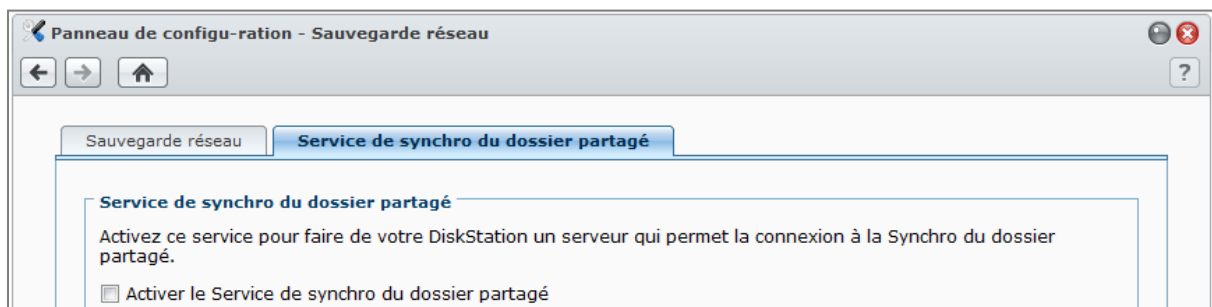 Panneau de configu-ration - Sauvegarde réseau
?
Sauvegarde réseau
Service de synchro du dossier partagé
Service de synchro du dossier partagé
Activez ce service pour faire de votre DiskStation un serveur qui permet la connexion à la Synchro du dossier
partagé.
Activer le Service de synchro du dossier partagé